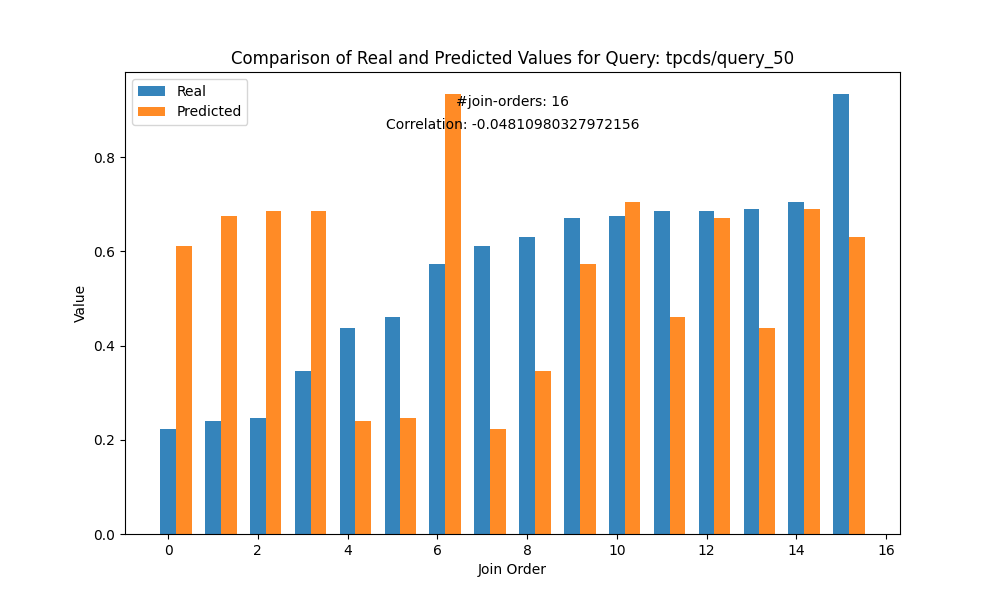 Comparison of Real and Predicted Values for Query: tpcds/query_50
Real
Predicted
#join-orders: 16
Correlation: -0.04810980327972156
Value
0.8
0.6
0.4
0.2
0.0
0 2 4 6 8 10 12 14 16
Join Order